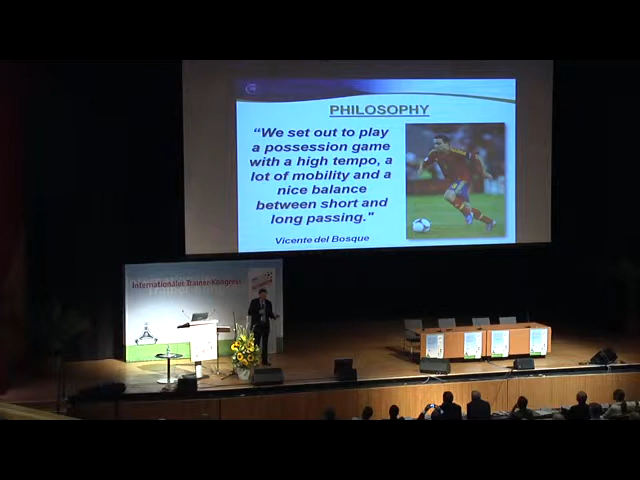 PHILOSOPHY
“We set out to play
a possession game
with a high tempo, a
lot of mobility and a
nice balance
between short and
long passing."
Vicente del Bosque
Internationaler Trainer-Kongress